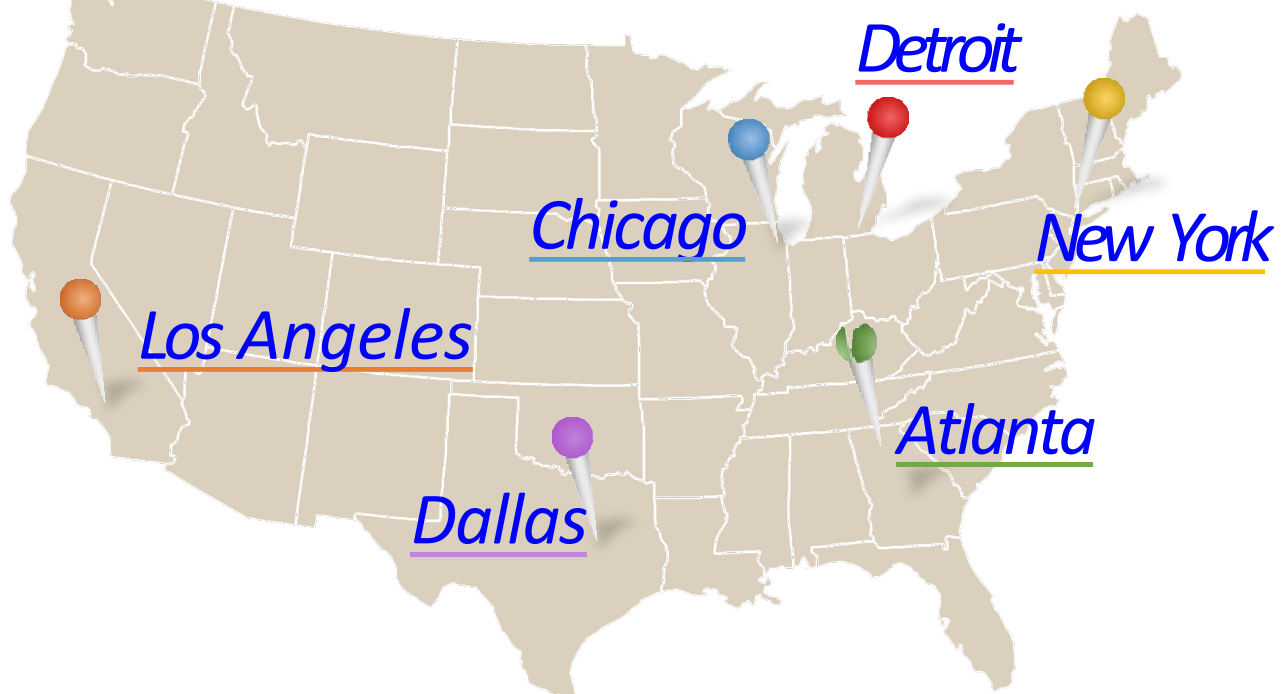 Detroit
Chicago
New York
Los Angeles
Atlanta
Dallas